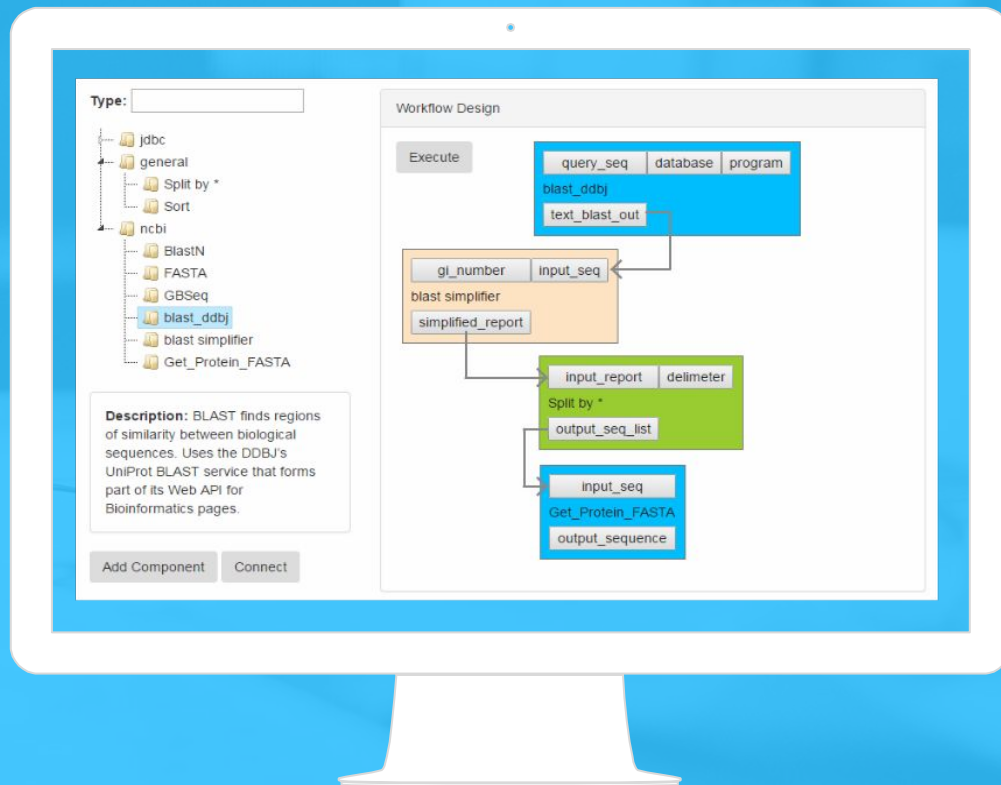 Type:
jdbc
general
Split by *
Sort
ncbi
BlastN
FASTA
GBSeq
blast_ddbj
blast simplifier
Get_Protein_FASTA
Description: BLAST finds regions
of similarity between biological
sequences. Uses the DDBJ's
UniProt BLAST service that forms
part of its Web API for
Bioinformatics pages.
Add Component Connect
Workflow Design
Execute
query_seq database program
blast_ddbj
text_blast_out
gi_number input_seq
blast simplifier
simplified_report
input_report delimeter
Split by *
output_seq_list
input_seq
Get_Protein_FASTA
output_sequence